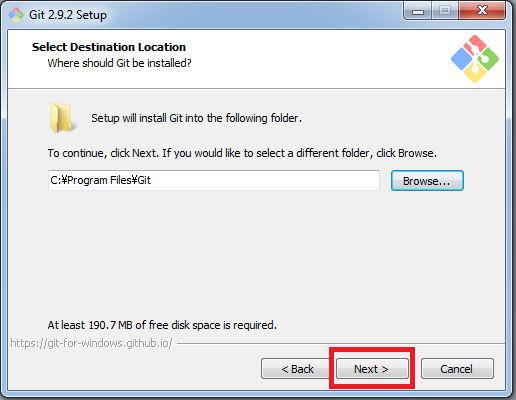 Git 2.9.2 Setup
Select Destination Location
Where should Git be installed?
Setup will install Git into the following folder.
To continue, click Next. If you would like to select a different folder, click Browse.
C:¥Program Files¥Git
Browse...
At least 190.7 MB of free disk space is required.
https://git-for-windows.github.io/
< Back
Next >
Cancel